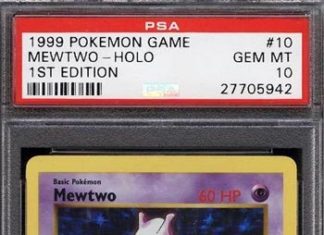 PSA
1999 POKEMON GAME #10
MEWTWO-HOLO GEM MT
1ST EDITION 10
27705942
Basic Pokémon
Mewtwo 60 HP